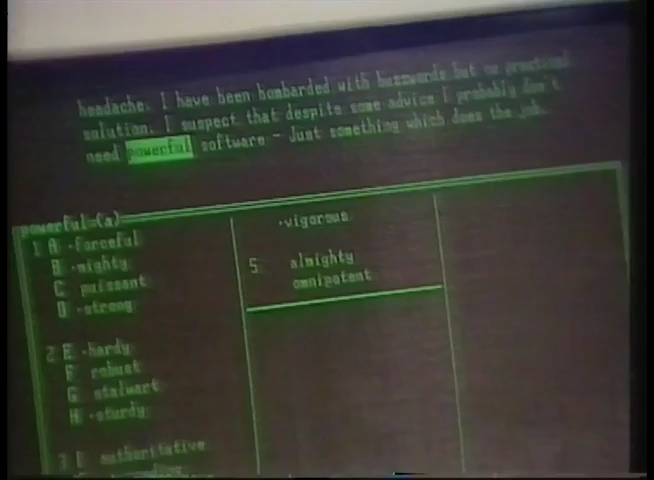 headache. I have been bombarded with buzzwords but no practical
solution. I suspect that despite some advice I probably don't
need powerful software - Just something which does the job.
powerful=(a)
1 A ·forceful
B ·mighty
C puissant
D ·strong
2 E ·hardy
F robust
G stalwart
H ·sturdy
3 I authoritative
·vigorous
5 almighty
omnipotent